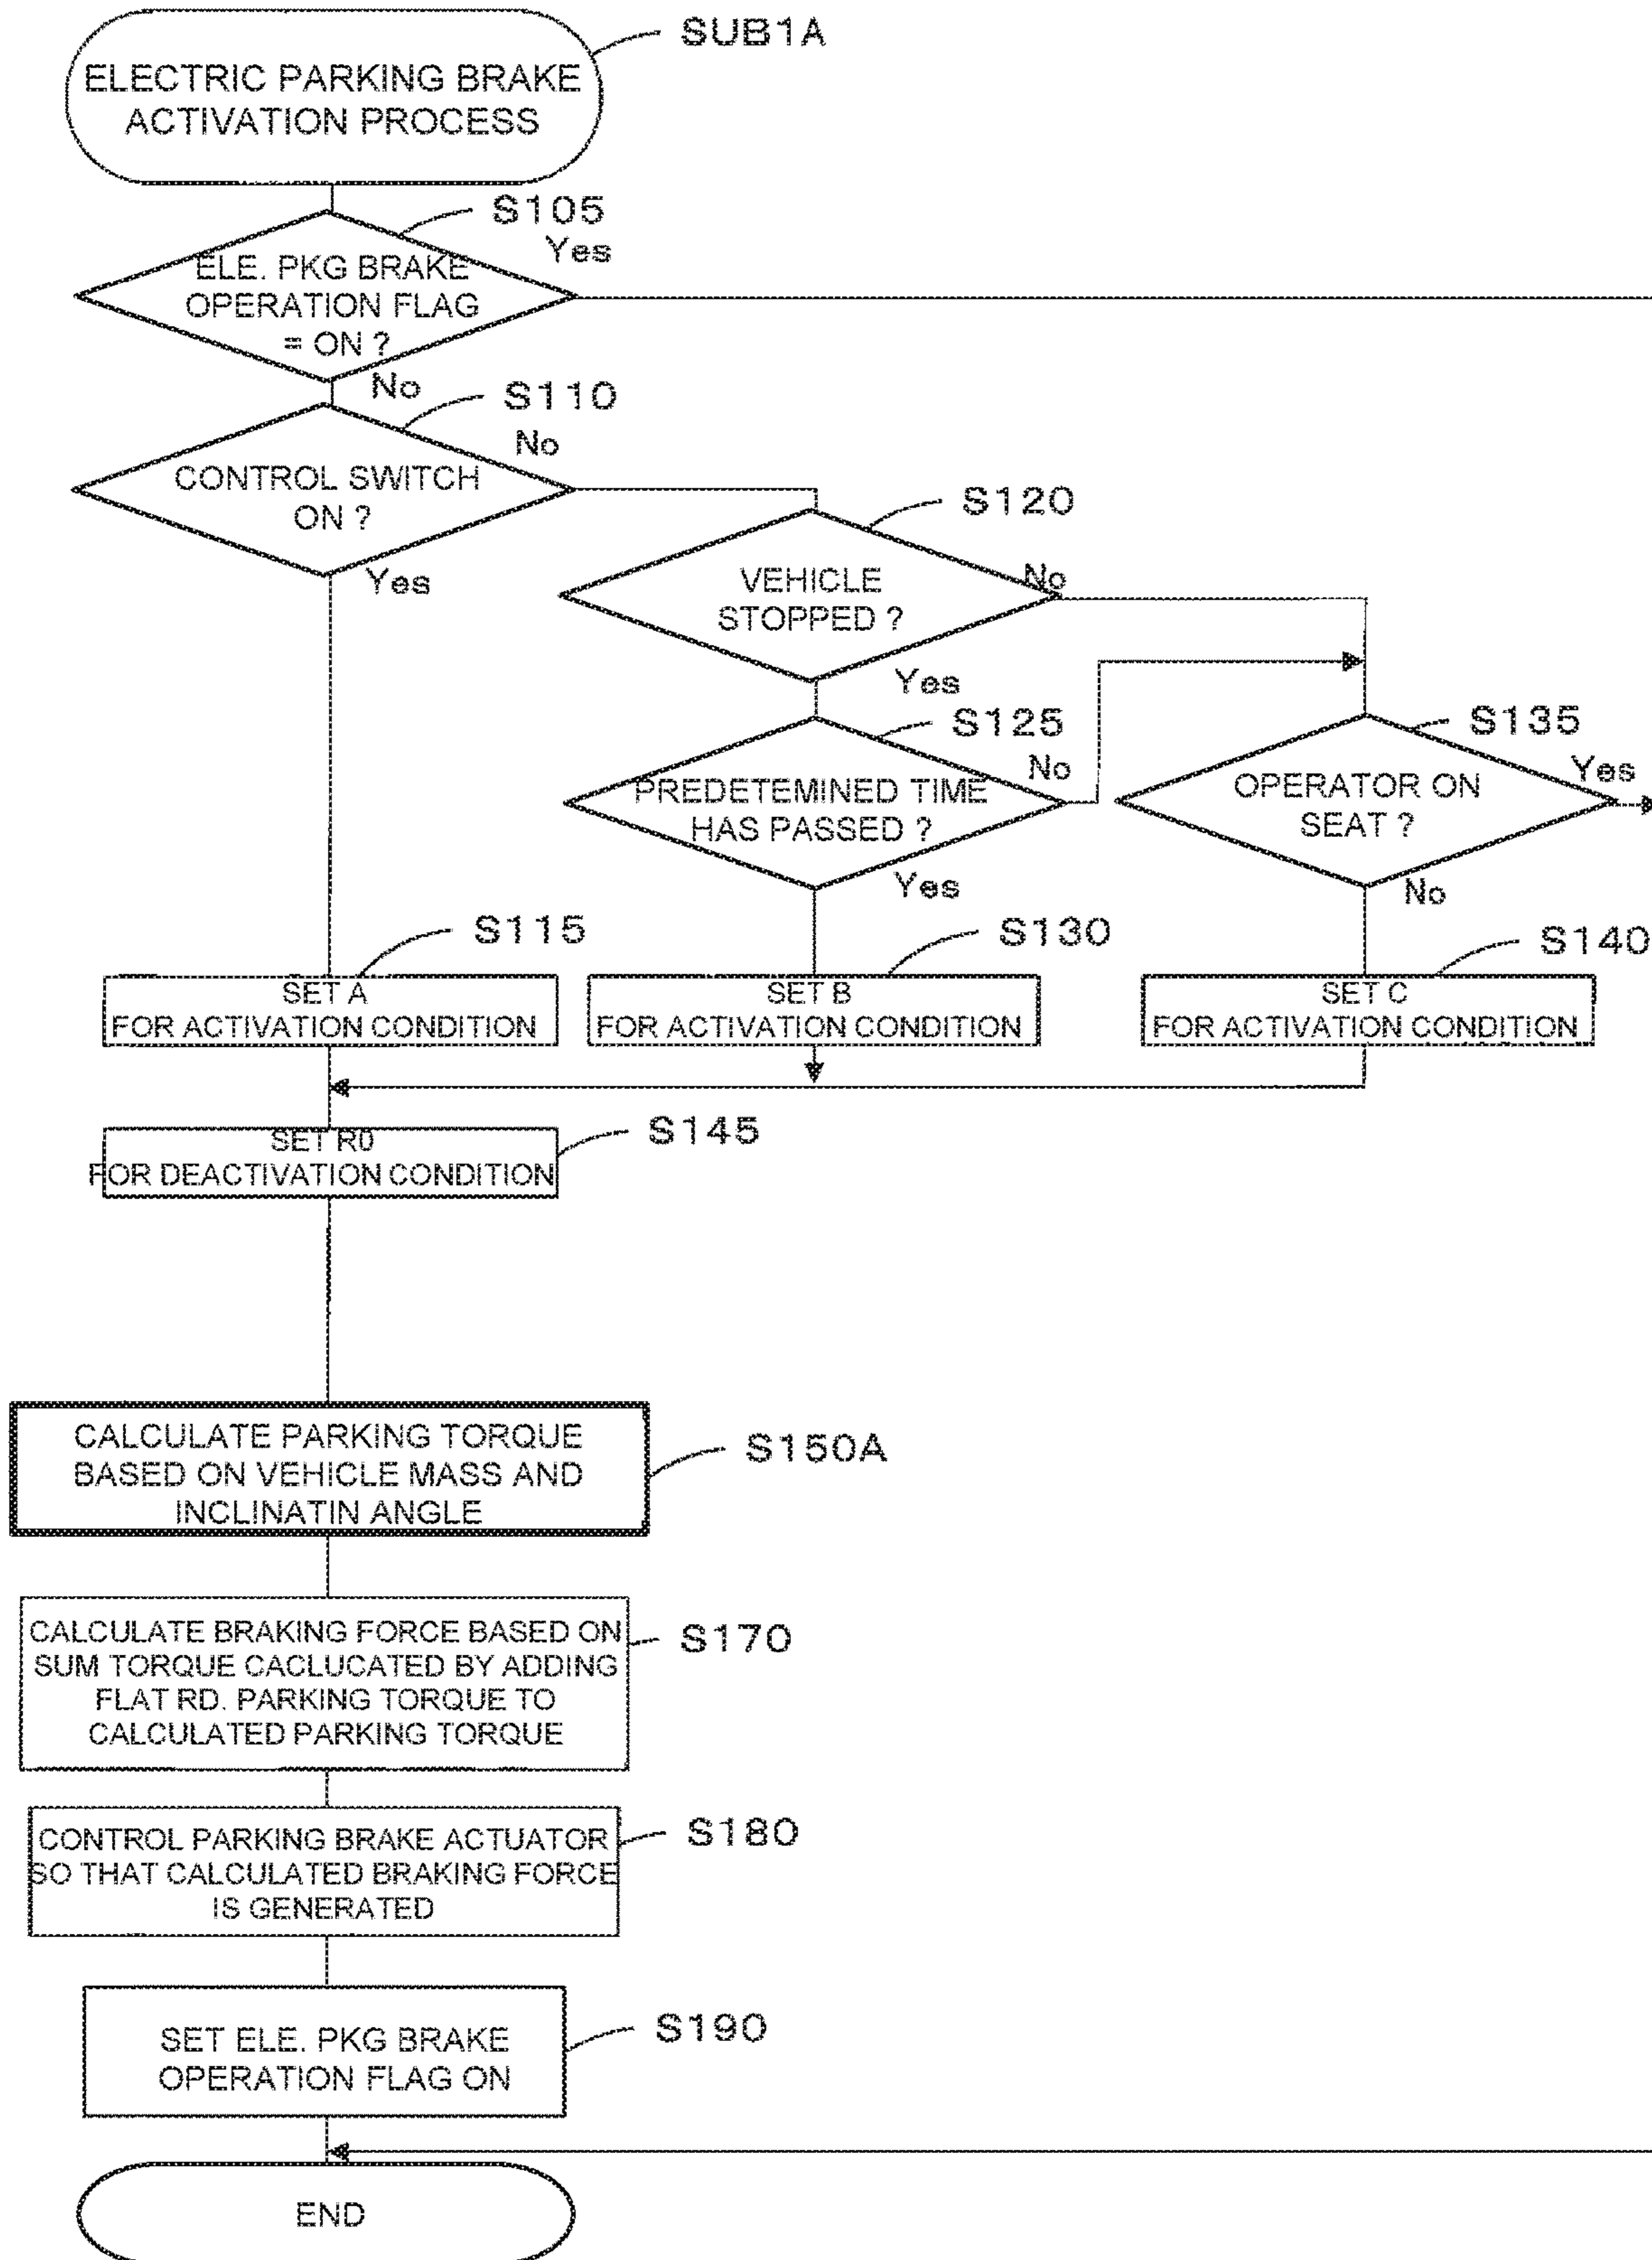 SUB1A
ELECTRIC PARKING BRAKE
ACTIVATION PROCESS
S105
Yes
ELE. PKG BRAKE
OPERATION FLAG
= ON ?
No
S110
No
CONTROL SWITCH
ON ?
Yes
S120
No
VEHICLE
STOPPED ?
Yes
S125
No
PREDETEMINED TIME
HAS PASSED ?
Yes
S135
Yes
OPERATOR ON
SEAT ?
No
S115
SET A
FOR ACTIVATION CONDITION
S130
SET B
FOR ACTIVATION CONDITION
S140
SET C
FOR ACTIVATION CONDITION
S145
SET R0
FOR DEACTIVATION CONDITION
S150A
CALCULATE PARKING TORQUE
BASED ON VEHICLE MASS AND
INCLINATIN ANGLE
S170
CALCULATE BRAKING FORCE BASED ON
SUM TORQUE CACLUCATED BY ADDING
FLAT RD. PARKING TORQUE TO
CALCULATED PARKING TORQUE
S180
CONTROL PARKING BRAKE ACTUATOR
SO THAT CALCULATED BRAKING FORCE
IS GENERATED
S190
SET ELE. PKG BRAKE
OPERATION FLAG ON
END